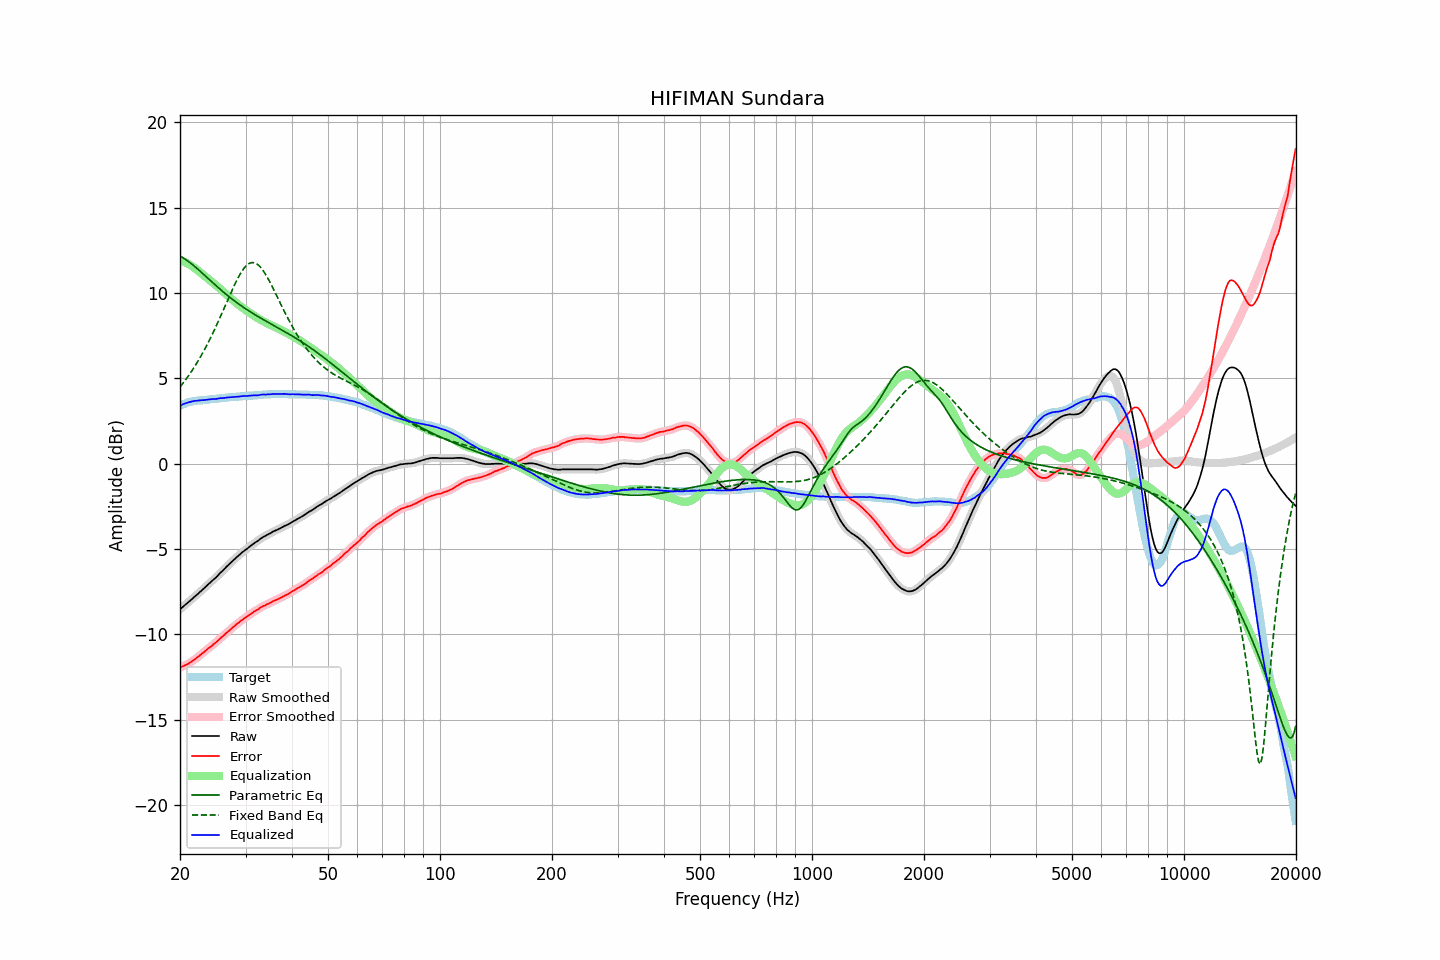 HIFIMAN Sundara
Amplitude (dBr)
20
15
10
5
0
−5
−10
−15
−20
Target
Raw Smoothed
Error Smoothed
Raw
Error
Equalization
Parametric Eq
Fixed Band Eq
Equalized
20 50 100 200 500 1000 2000 5000 10000 20000
Frequency (Hz)